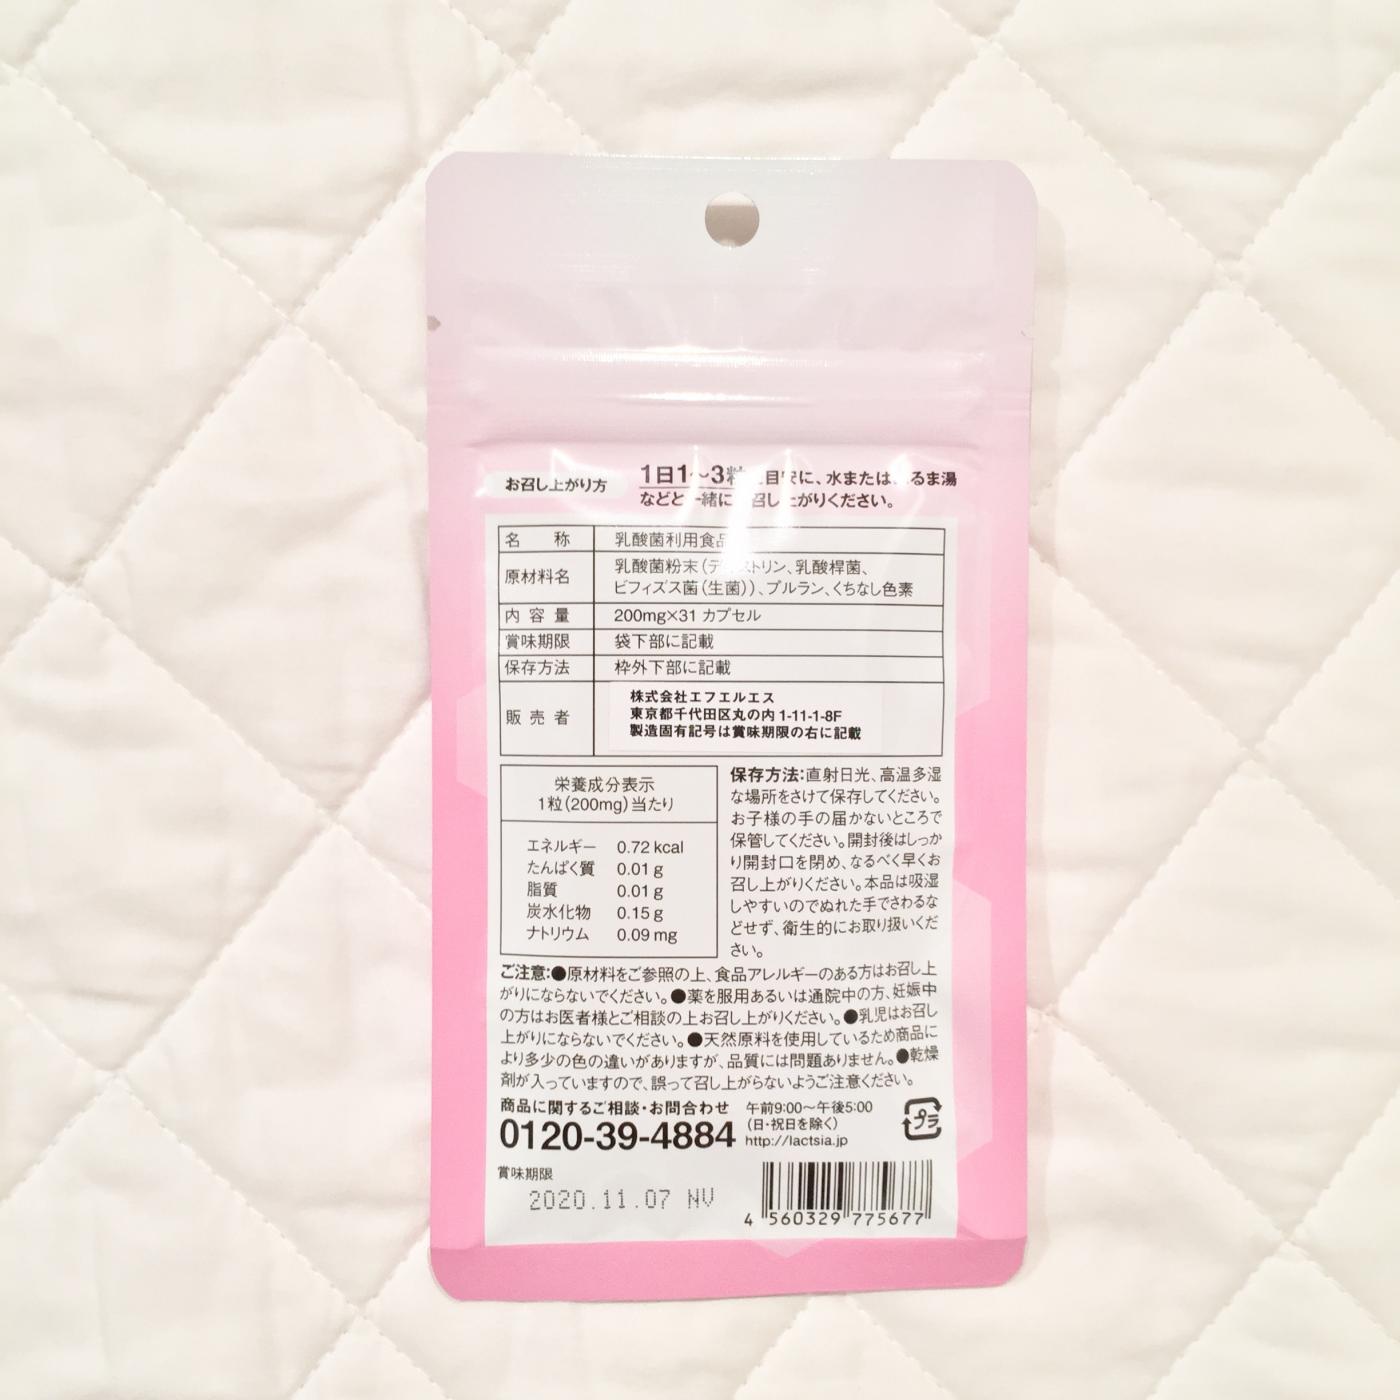 お召し上がり方
1日1〜3粒 目安に、水または るま湯
などと一緒に 召し上がりください。
名 称 乳酸菌利用食品
原材料名 乳酸菌粉末(デ ストリン、乳酸桿菌、
ビフィズス菌(生菌))、プルラン、くちなし色素
内 容 量 200mg×31 カプセル
賞味期限 袋下部に記載
保存方法 枠外下部に記載
販 売 者 株式会社エフエルエス
東京都千代田区丸の内 1-11-1-8F
製造固有記号は賞味期限の右に記載
栄養成分表示
1粒(200mg)当たり
エネルギー 0.72 kcal
たんぱく質 0.01 g
脂質 0.01 g
炭水化物 0.15 g
ナトリウム 0.09 mg
保存方法:直射日光、高温多湿
な場所をさけて保存してください。
お子様の手の届かないところで
保管してください。開封後はしっか
り開封口を閉め、なるべく早くお
召し上がりください。本品は吸湿
しやすいのでぬれた手でさわるな
どせず、衛生的にお取り扱いくだ
さい。
ご注意:●原材料をご参照の上、食品アレルギーのある方はお召し上
がりにならないでください。●薬を服用あるいは通院中の方、妊娠中
の方はお医者様とご相談の上お召し上がりください。●乳児はお召し
上がりにならないでください。●天然原料を使用しているため商品に
より多少の色の違いがありますが、品質には問題ありません。●乾燥
剤が入っていますので、誤って召し上がらないようご注意ください。
商品に関するご相談・お問合わせ
0120-39-4884
午前9:00〜午後5:00
(日・祝日を除く)
http://lactsia.jp
プラ
賞味期限
2020.11.07 NV
4 560329 775677